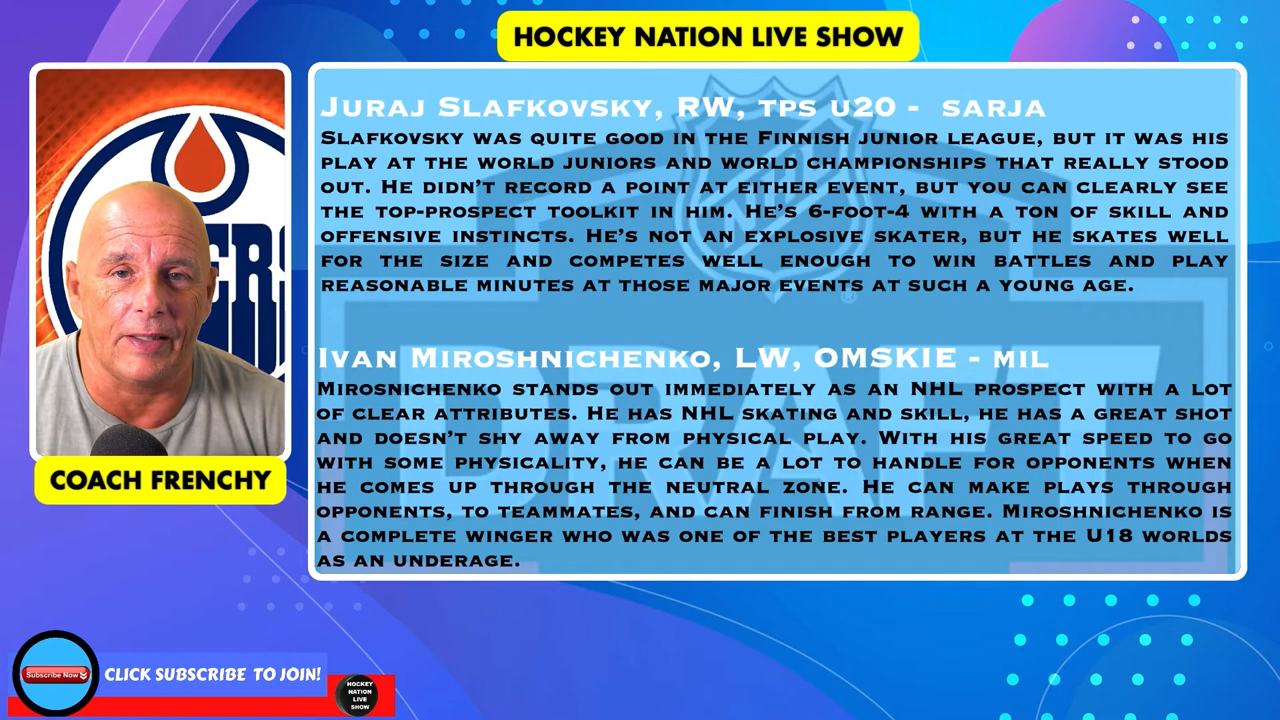 HOCKEY NATION LIVE SHOW
JURAJ SLAFKOVSKY, RW, TPS U20 - SARJA
SLAFKOVSKY WAS QUITE GOOD IN THE FINNISH JUNIOR LEAGUE, BUT IT WAS HIS
PLAY AT THE WORLD JUNIORS AND WORLD CHAMPIONSHIPS THAT REALLY STOOD
OUT. HE DIDN'T RECORD A POINT AT EITHER EVENT, BUT YOU CAN CLEARLY SEE
THE TOP-PROSPECT TOOLKIT IN HIM. HE'S 6-FOOT-4 WITH A TON OF SKILL AND
OFFENSIVE INSTINCTS. HE'S NOT AN EXPLOSIVE SKATER, BUT HE SKATES WELL
FOR THE SIZE AND COMPETES WELL ENOUGH TO WIN BATTLES AND PLAY
REASONABLE MINUTES AT THOSE MAJOR EVENTS AT SUCH A YOUNG AGE.
IVAN MIROSHNICHENKO, LW, OMSKIE - MIL
MIROSNICHENKO STANDS OUT IMMEDIATELY AS AN NHL PROSPECT WITH A LOT
OF CLEAR ATTRIBUTES. HE HAS NHL SKATING AND SKILL, HE HAS A GREAT SHOT
AND DOESN'T SHY AWAY FROM PHYSICAL PLAY. WITH HIS GREAT SPEED TO GO
WITH SOME PHYSICALITY, HE CAN BE A LOT TO HANDLE FOR OPPONENTS WHEN
HE COMES UP THROUGH THE NEUTRAL ZONE. HE CAN MAKE PLAYS THROUGH
OPPONENTS, TO TEAMMATES, AND CAN FINISH FROM RANGE. MIROSHNICHENKO IS
A COMPLETE WINGER WHO WAS ONE OF THE BEST PLAYERS AT THE U18 WORLDS
AS AN UNDERAGE.
NHL
DRAFT
COACH FRENCHY
Subscribe Now
CLICK SUBSCRIBE TO JOIN!
HOCKEY
NATION
LIVE
SHOW